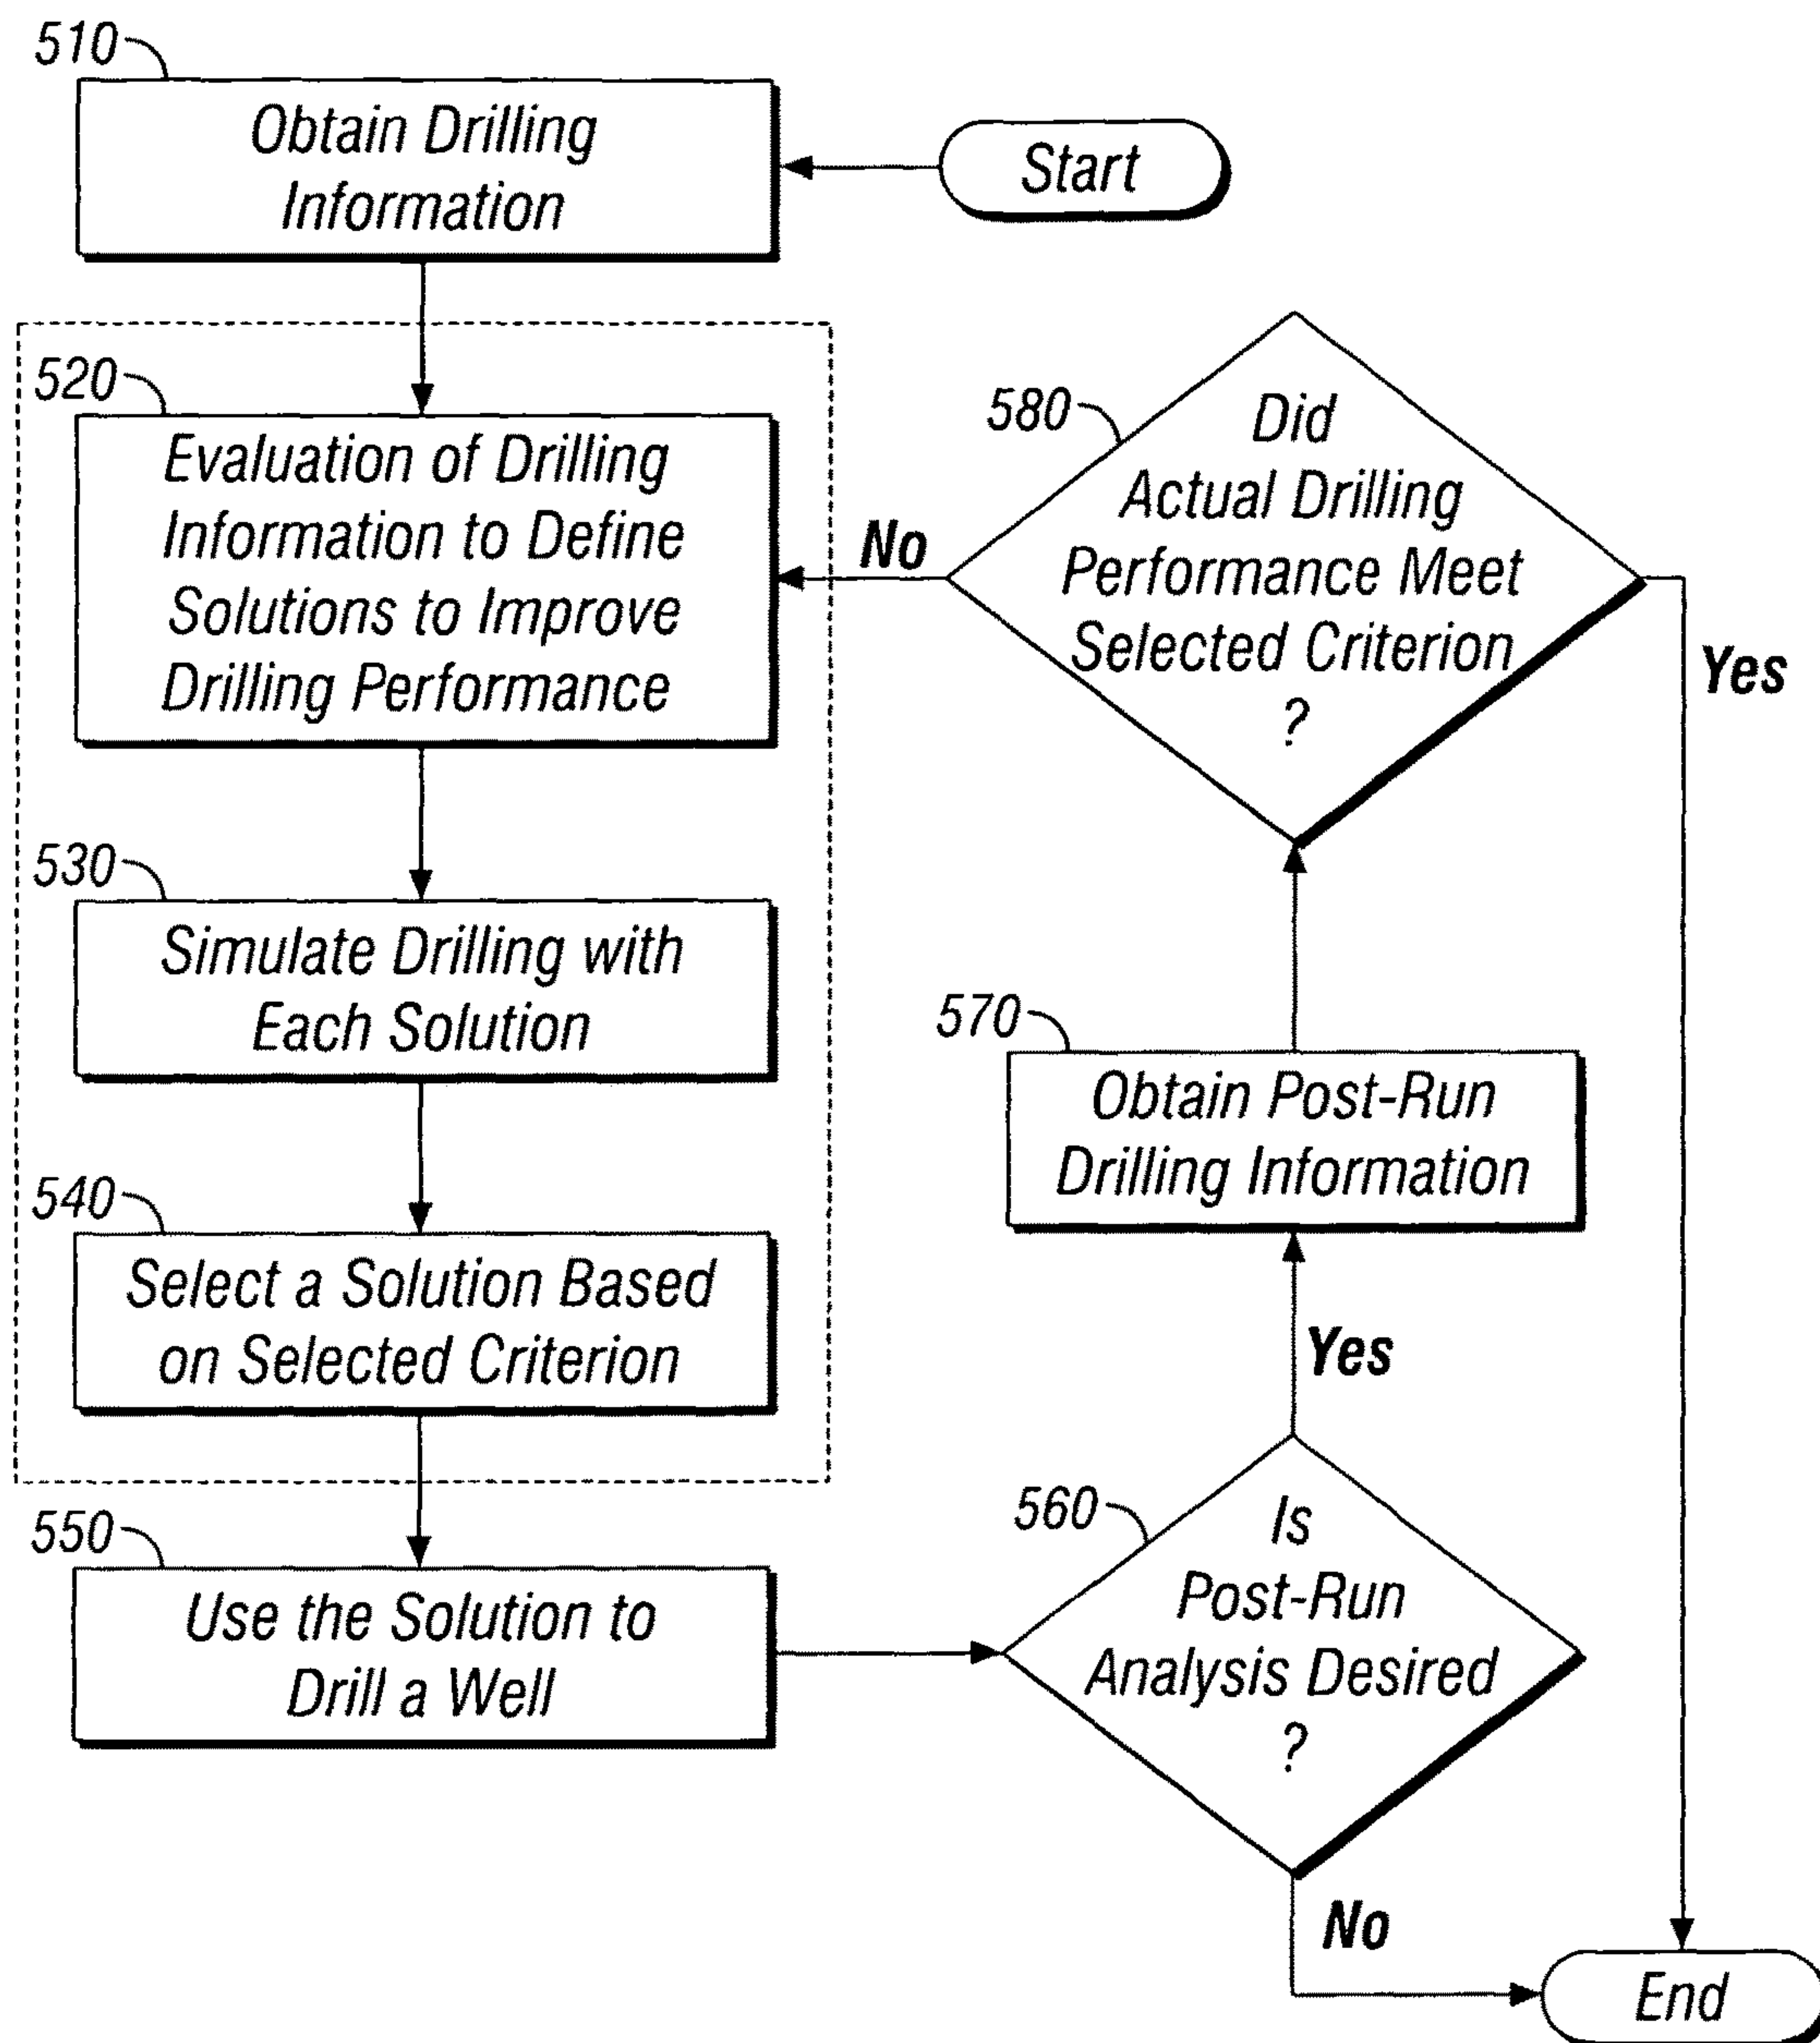 510
Obtain Drilling
Information
Start
520
Evaluation of Drilling
Information to Define
Solutions to Improve
Drilling Performance
530
Simulate Drilling with
Each Solution
540
Select a Solution Based
on Selected Criterion
550
Use the Solution to
Drill a Well
560
Is
Post-Run
Analysis Desired
?
Yes
No
570
Obtain Post-Run
Drilling Information
580
Did
Actual Drilling
Performance Meet
Selected Criterion
?
No
Yes
End